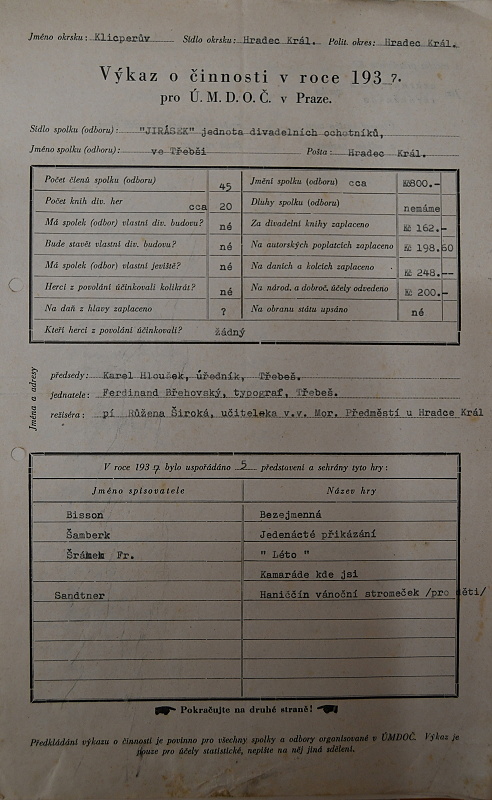 Jméno okrsku: Klicperův Sídlo okrsku: Hradec Král. Polit. okres: Hradec Král.
Výkaz o činnosti v roce 1937.
pro Ú. M. D. O. Č. v Praze.
Sídlo spolku (odboru): "JIRÁSEK" jednota divadelních ochotníků,
Jméno spolku (odboru): ve Třebši Pošta: Hradec Král.
Počet členů spolku (odboru) 45 Jmění spolku (odboru) cca Kč 800.-
Počet knih div. her cca 20 Dluhy spolku (odboru) nemáme
Má spolek (odbor) vlastní div. budovu? né Za divadelní knihy zaplaceno Kč 162.-
Bude stavět vlastní div. budovu? né Na autorských poplatcích zaplaceno Kč 198.60
Má spolek (odbor) vlastní jeviště? né Na daních a kolcích zaplaceno Kč 248.--
Herci z povolání účinkovali kolikrát? né Na národ. a dobroč. účely odvedeno Kč 200.-
Na daň z hlavy zaplaceno ? Na obranu státu upsáno né
Kteří herci z povolání účinkovali? žádný
Jména a adresy
předsedy: Karel Hloušek, úředník, Třebeš.
jednatele: Ferdinand Břehovský, typograf, Třebeš.
režiséra: pí Růžena Široká, učitelka v.v. Mor. Předměstí u Hradce Král
V roce 1937 bylo uspořádáno 5 představení a sehrány tyto hry:
Jméno spisovatele Název hry
Bisson Bezejmenná
Šamberk Jedenácté přikázání
Šrámek Fr. " Léto "
Kamaráde kde jsi
Sandtner Haniččin vánoční stromeček /pro děti/
Pokračujte na druhé straně!
Předkládání výkazu o činnosti je povinno pro všechny spolky a odbory organisované v ÚMDOČ. Výkaz je
pouze pro účely statistické, nepište na něj jiná sdělení.